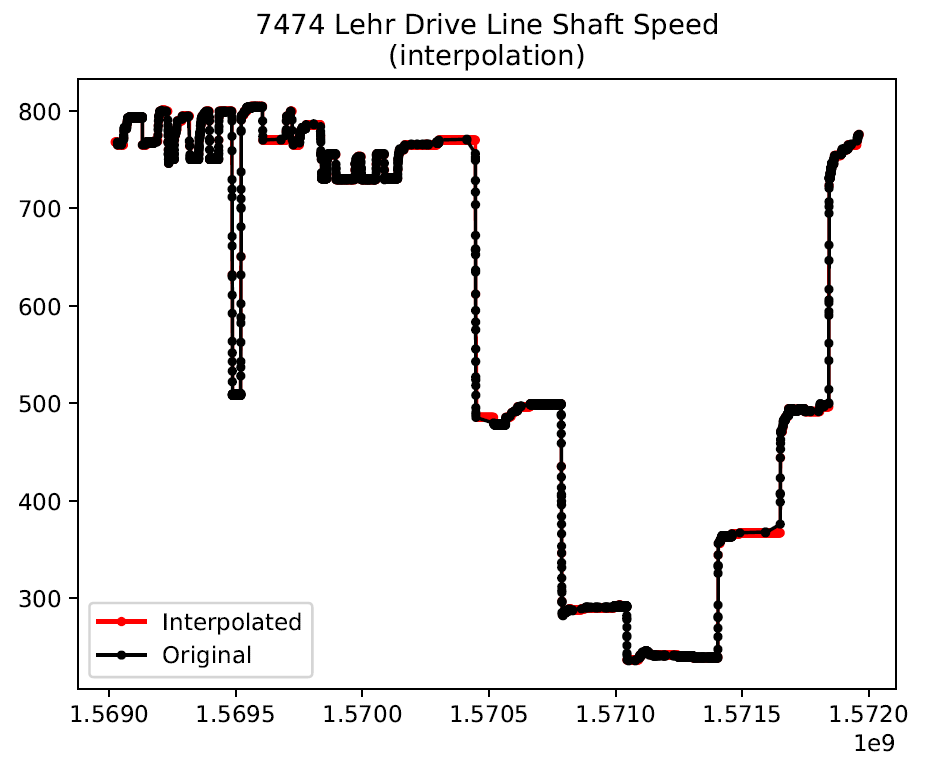 7474 Lehr Drive Line Shaft Speed
(interpolation)
800
700
600
500
400
300
Interpolated
Original
1.5690 1.5695 1.5700 1.5705 1.5710 1.5715 1.5720
1e9